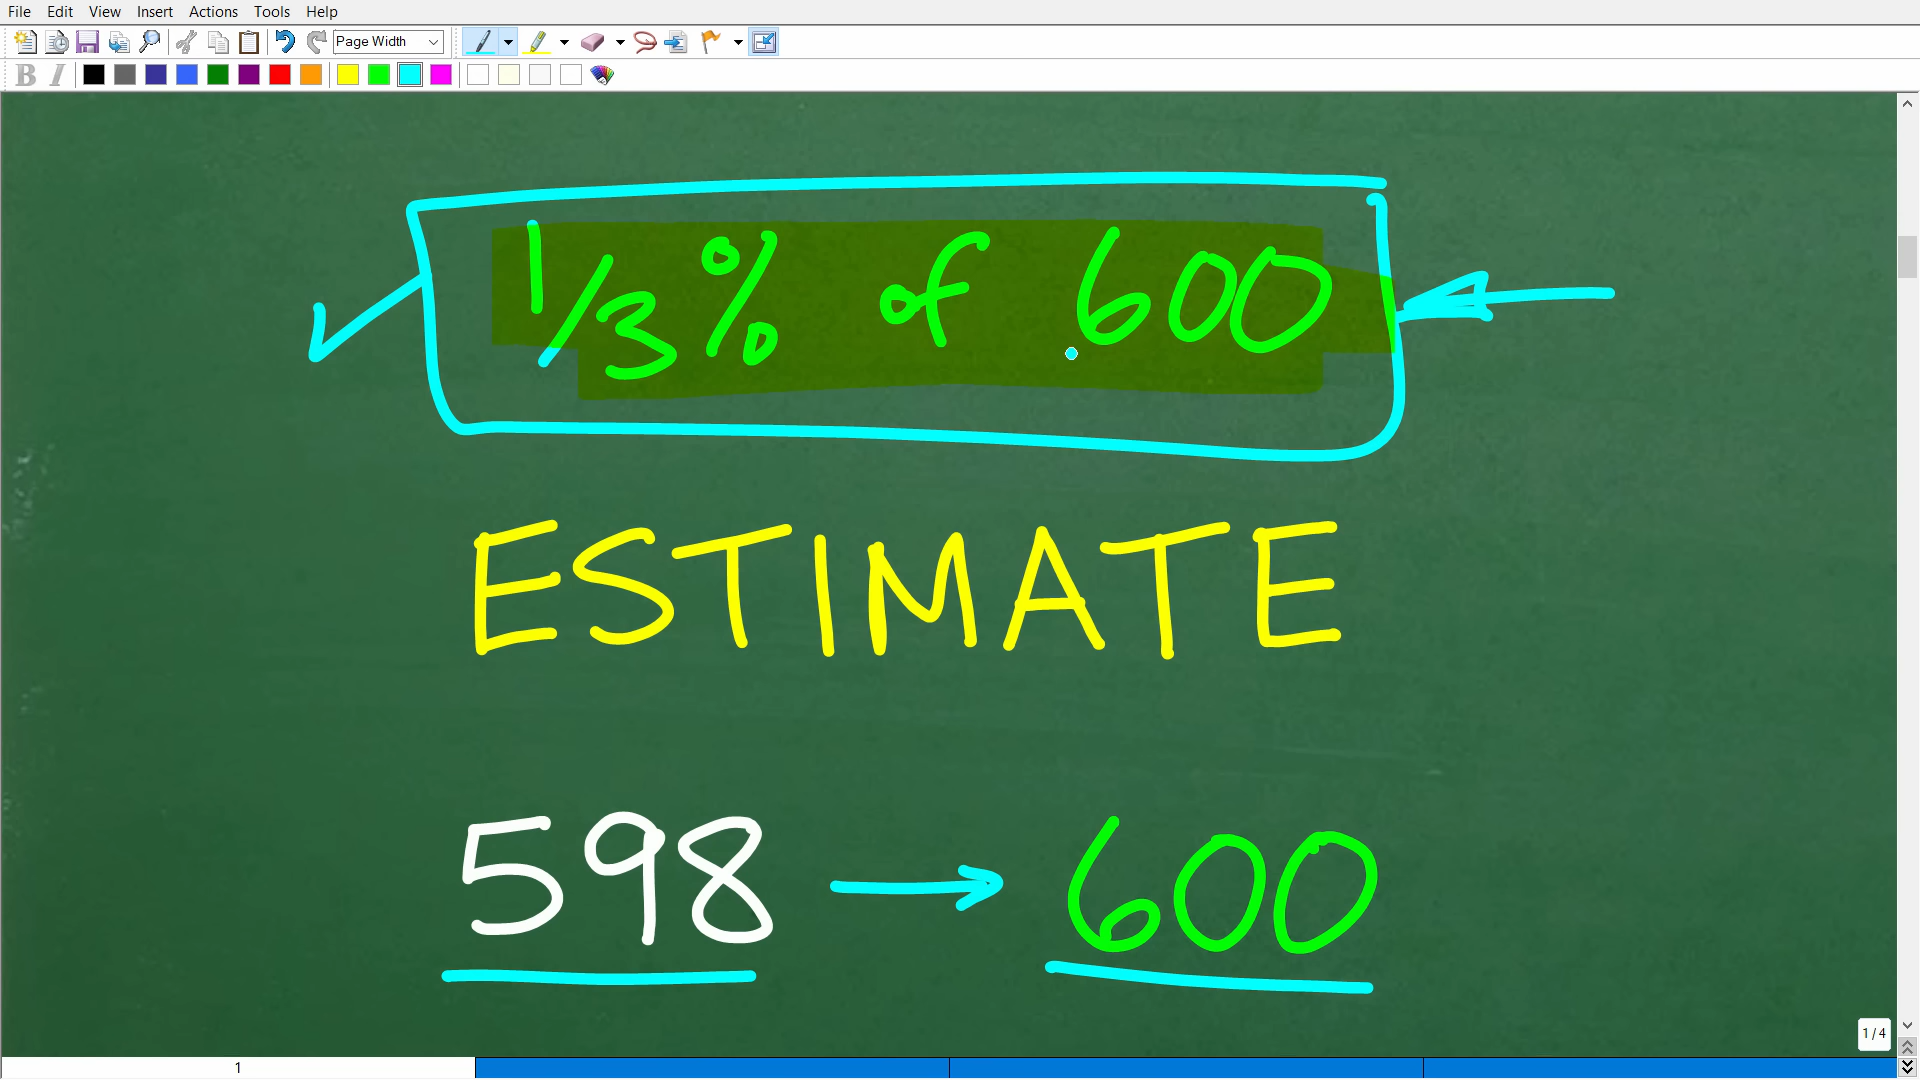 File Edit View Insert Actions Tools Help
Page Width
B I
1/3% of 600
ESTIMATE
598 → 600
1 / 4
1